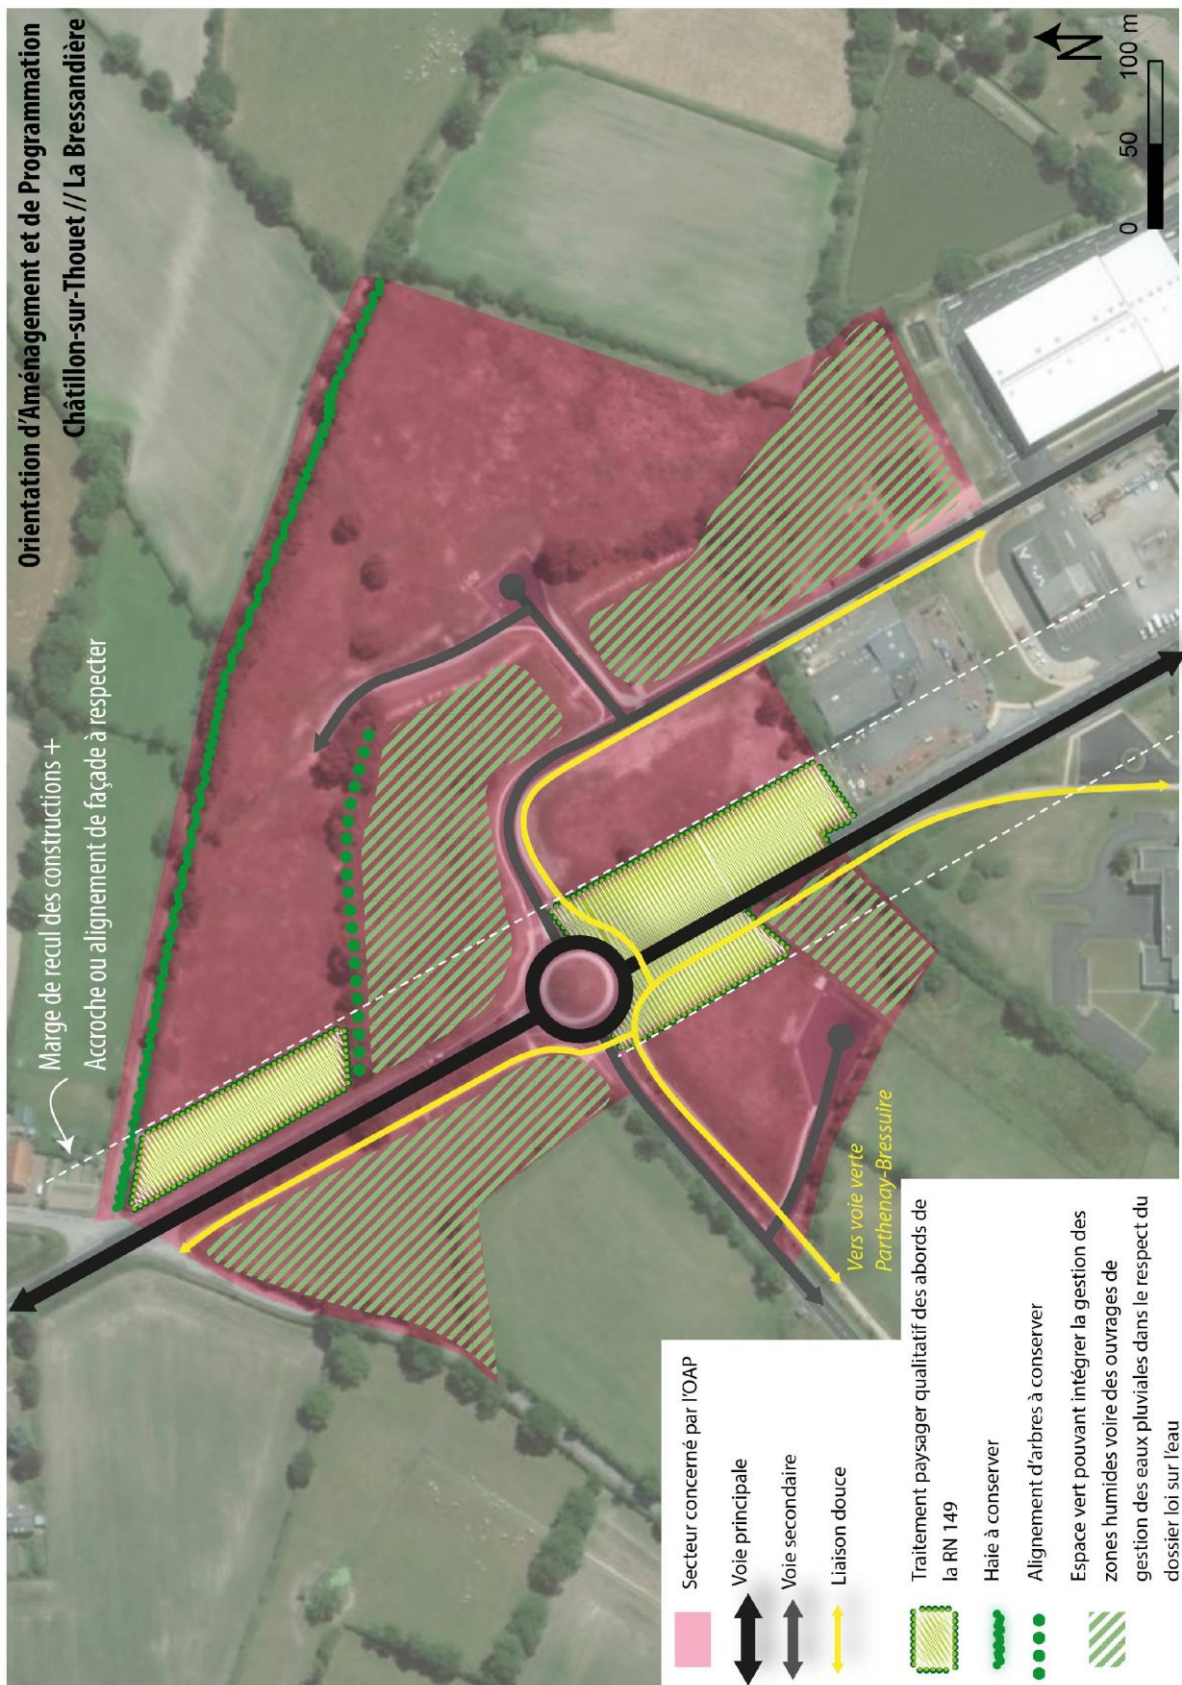 Orientation d'Aménagement et de Programmation
Châtillon-sur-Thouet // La Bressandière
Marge de recul des constructions +
Accroche ou alignement de façade à respecter
Vers voie verte
Parthenay-Bressuire
N
0 50 100 m
Secteur concerné par l'OAP
Voie principale
Voie secondaire
Liaison douce
Traitement paysager qualitatif des abords de
la RN 149
Haie à conserver
Alignement d'arbres à conserver
Espace vert pouvant intégrer la gestion des
zones humides voire des ouvrages de
gestion des eaux pluviales dans le respect du
dossier loi sur l'eau